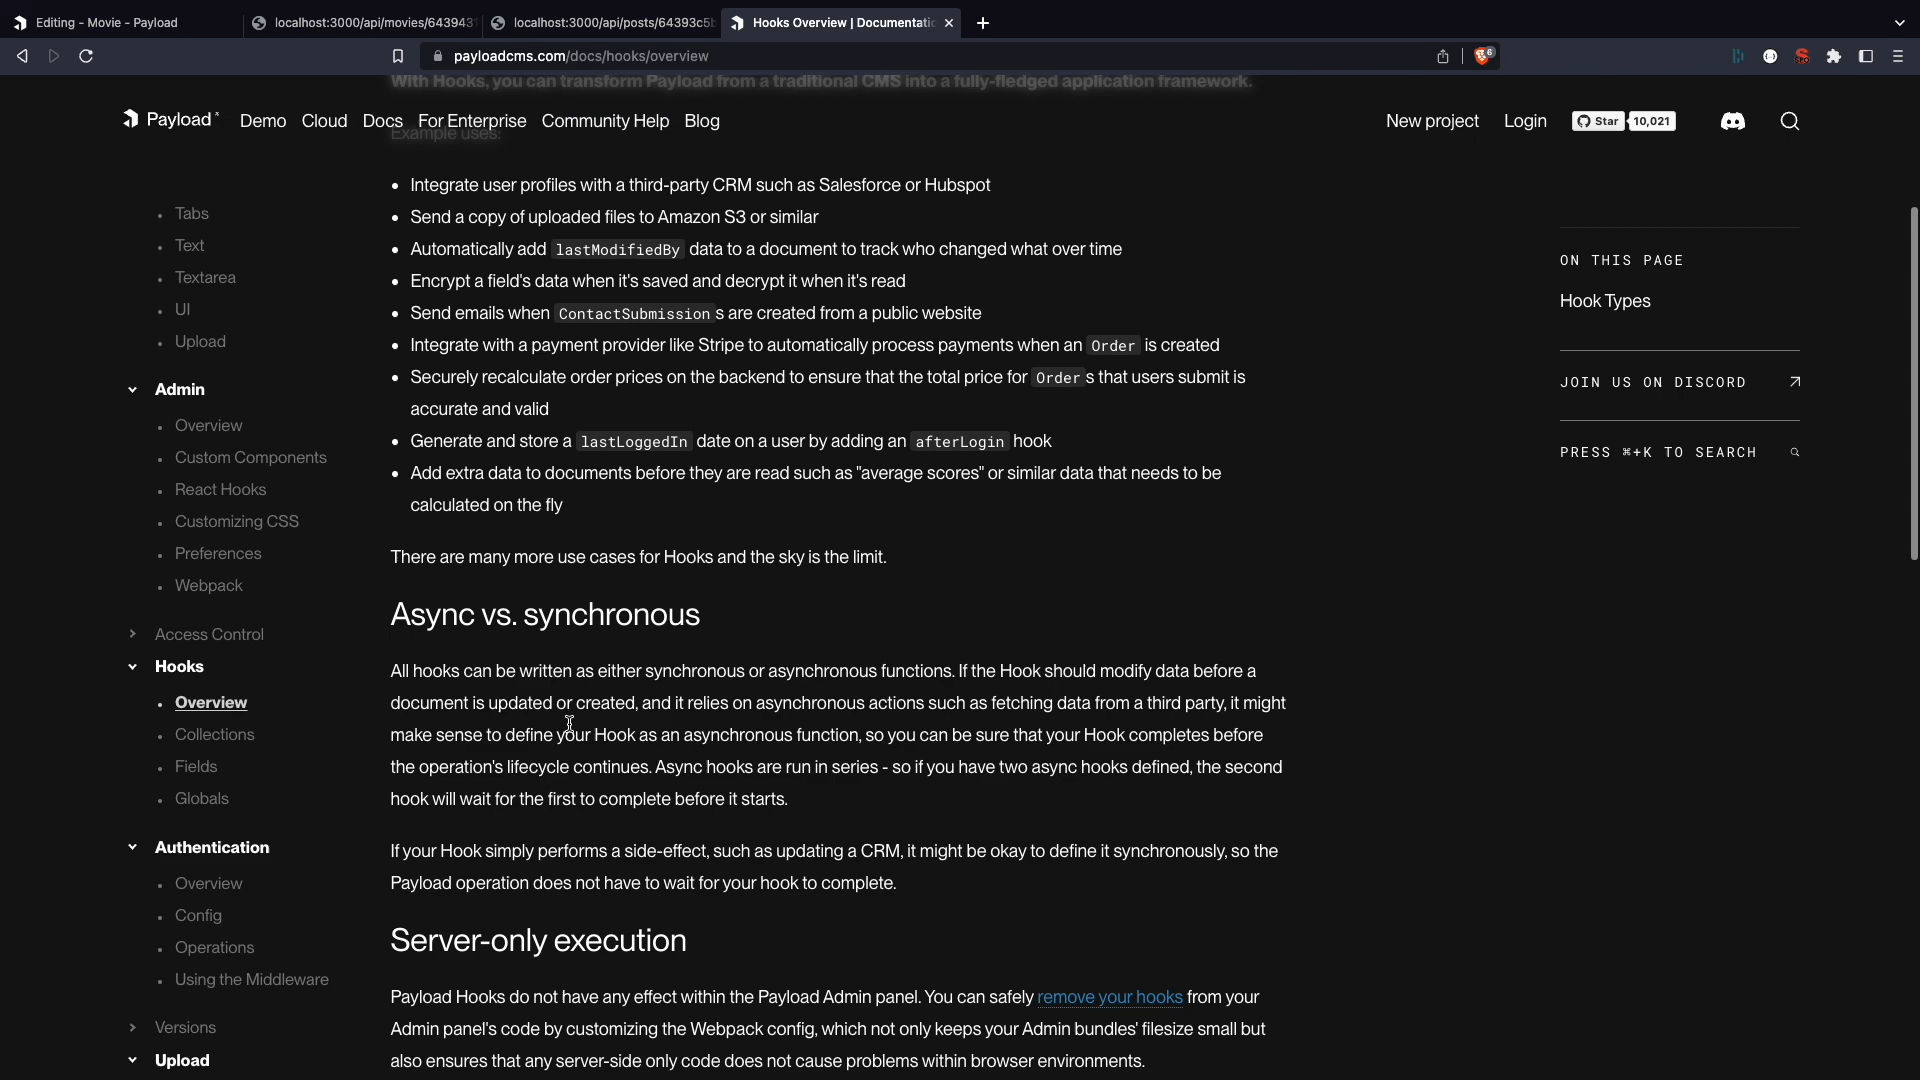 Editing - Movie - Payload
localhost:3000/api/movies/643943
localhost:3000/api/posts/64393c5b
Hooks Overview | Documentatio
payloadcms.com/docs/hooks/overview
6
With Hooks, you can transform Payload from a traditional CMS into a fully-fledged application framework.
Payload
Demo
Cloud
Docs
For Enterprise
Community Help
Blog
New project
Login
Star
10,021
Example uses:
Tabs
Text
Textarea
UI
Upload
Admin
Overview
Custom Components
React Hooks
Customizing CSS
Preferences
Webpack
Access Control
Hooks
Overview
Collections
Fields
Globals
Authentication
Overview
Config
Operations
Using the Middleware
Versions
Upload
• Integrate user profiles with a third-party CRM such as Salesforce or Hubspot
• Send a copy of uploaded files to Amazon S3 or similar
• Automatically add lastModifiedBy data to a document to track who changed what over time
• Encrypt a field's data when it's saved and decrypt it when it's read
• Send emails when ContactSubmission s are created from a public website
• Integrate with a payment provider like Stripe to automatically process payments when an Order is created
• Securely recalculate order prices on the backend to ensure that the total price for Order s that users submit is
accurate and valid
• Generate and store a lastLoggedIn date on a user by adding an afterLogin hook
• Add extra data to documents before they are read such as "average scores" or similar data that needs to be
calculated on the fly
There are many more use cases for Hooks and the sky is the limit.
Async vs. synchronous
All hooks can be written as either synchronous or asynchronous functions. If the Hook should modify data before a
document is updated or created, and it relies on asynchronous actions such as fetching data from a third party, it might
make sense to define your Hook as an asynchronous function, so you can be sure that your Hook completes before
the operation's lifecycle continues. Async hooks are run in series - so if you have two async hooks defined, the second
hook will wait for the first to complete before it starts.
If your Hook simply performs a side-effect, such as updating a CRM, it might be okay to define it synchronously, so the
Payload operation does not have to wait for your hook to complete.
Server-only execution
Payload Hooks do not have any effect within the Payload Admin panel. You can safely remove your hooks from your
Admin panel's code by customizing the Webpack config, which not only keeps your Admin bundles' filesize small but
also ensures that any server-side only code does not cause problems within browser environments.
ON THIS PAGE
Hook Types
JOIN US ON DISCORD
PRESS ⌘+K TO SEARCH